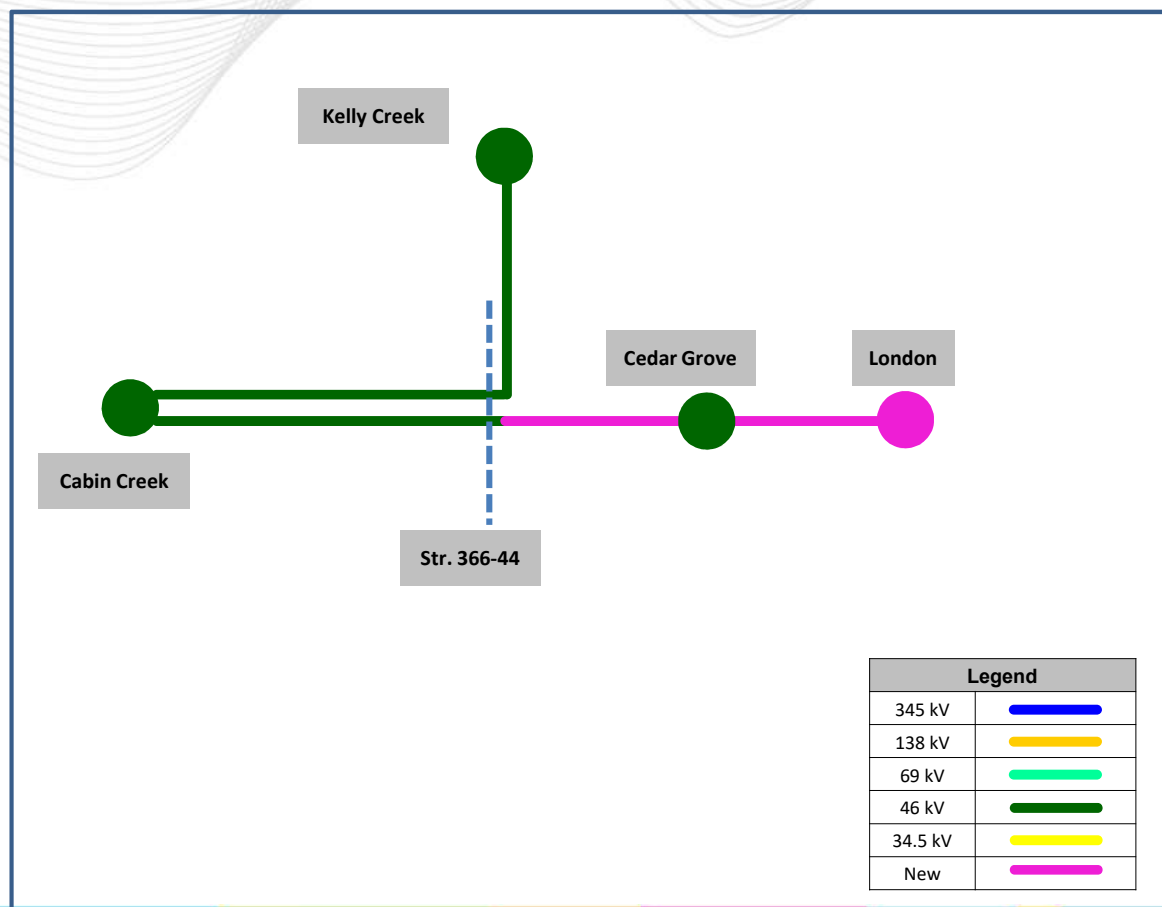 Kelly Creek
Cedar Grove
London
Cabin Creek
Str. 366-44
Legend
345 kV
138 kV
69 kV
46 kV
34.5 kV
New